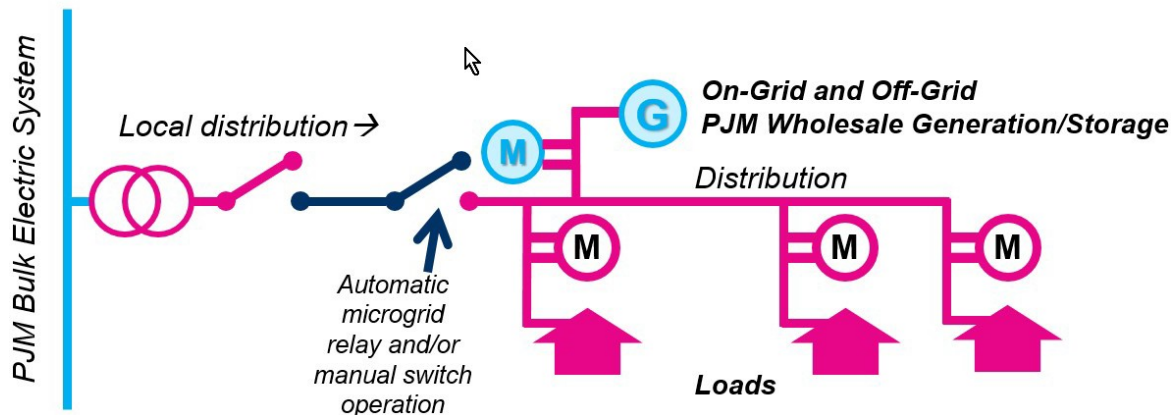 PJM Bulk Electric System
Local distribution→
M
G
On-Grid and Off-Grid
PJM Wholesale Generation/Storage
Distribution
M
M
M
Automatic
microgrid
relay and/or
manual switch
operation
Loads